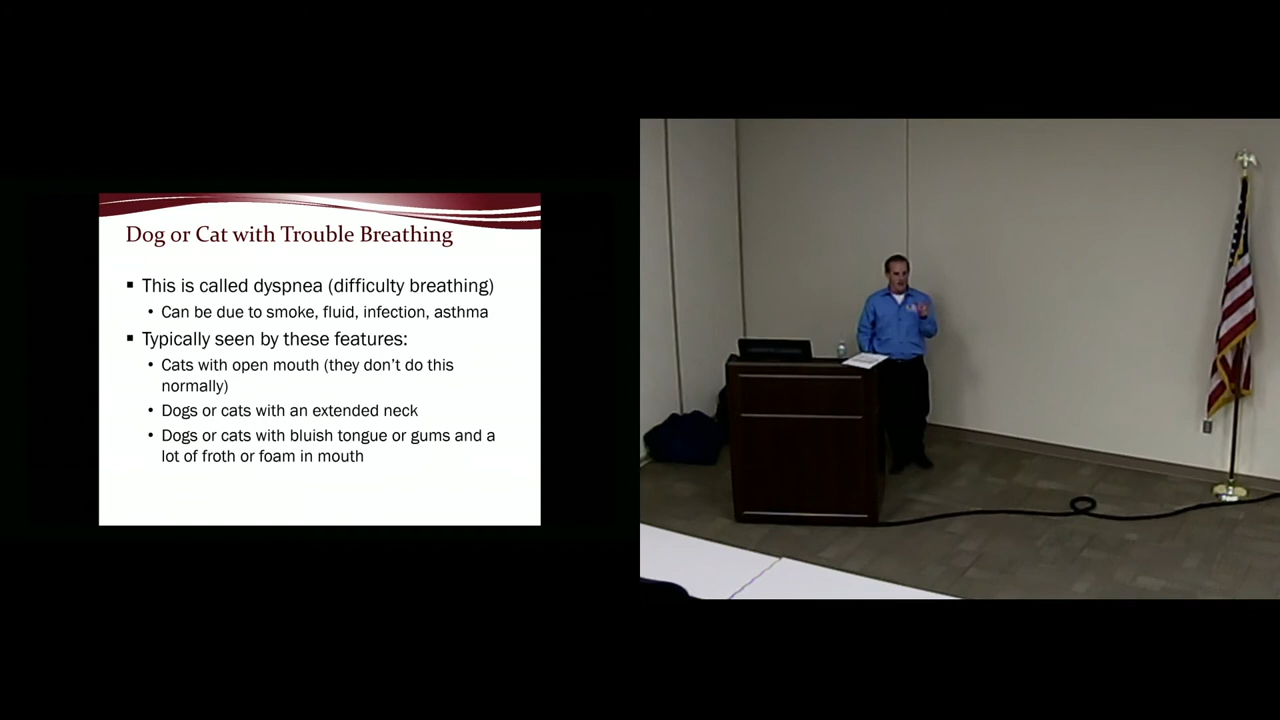 Dog or Cat with Trouble Breathing
▪ This is called dyspnea (difficulty breathing)
• Can be due to smoke, fluid, infection, asthma
▪ Typically seen by these features:
• Cats with open mouth (they don't do this
normally)
• Dogs or cats with an extended neck
• Dogs or cats with bluish tongue or gums and a
lot of froth or foam in mouth